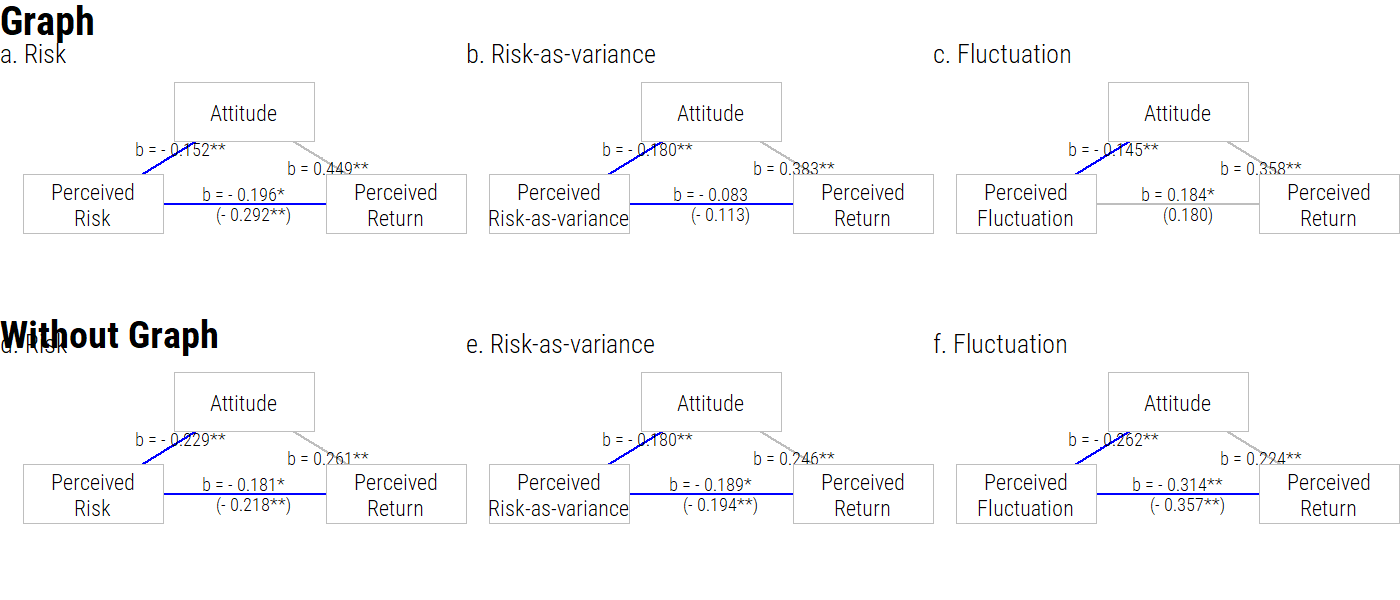 Graph
a. Risk
b. Risk-as-variance
c. Fluctuation
Attitude
Attitude
Attitude
b = - 0.152**
b = 0.449**
b = - 0.180**
b = 0.383**
b = - 0.145**
b = 0.358**
Perceived
Risk
b = - 0.196*
(- 0.292**)
Perceived
Return
Perceived
Risk-as-variance
b = - 0.083
(- 0.113)
Perceived
Return
Perceived
Fluctuation
b = 0.184*
(0.180)
Perceived
Return
Without Graph
d. Risk
e. Risk-as-variance
f. Fluctuation
Attitude
Attitude
Attitude
b = - 0.229**
b = 0.261**
b = - 0.180**
b = 0.246**
b = - 0.262**
b = 0.224**
Perceived
Risk
b = - 0.181*
(- 0.218**)
Perceived
Return
Perceived
Risk-as-variance
b = - 0.189*
(- 0.194**)
Perceived
Return
Perceived
Fluctuation
b = - 0.314**
(- 0.357**)
Perceived
Return